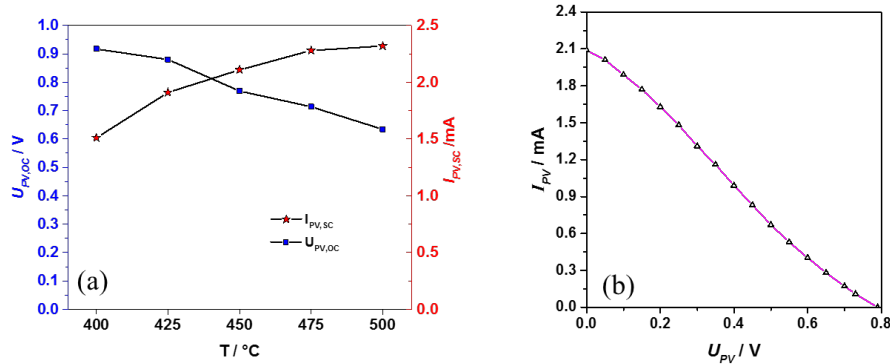 1.0
0.9
0.8
0.7
0.6
0.5
0.4
0.3
0.2
0.1
0.0
U_PV,OC / V
2.5
2.0
1.5
1.0
0.5
0.0
I_PV,SC /mA
400 425 450 475 500
T / °C
I_PV,SC
U_PV,OC
(a)
2.1
1.8
1.5
1.2
0.9
0.6
0.3
0.0
I_PV / mA
0.0 0.2 0.4 0.6 0.8
U_PV / V
(b)